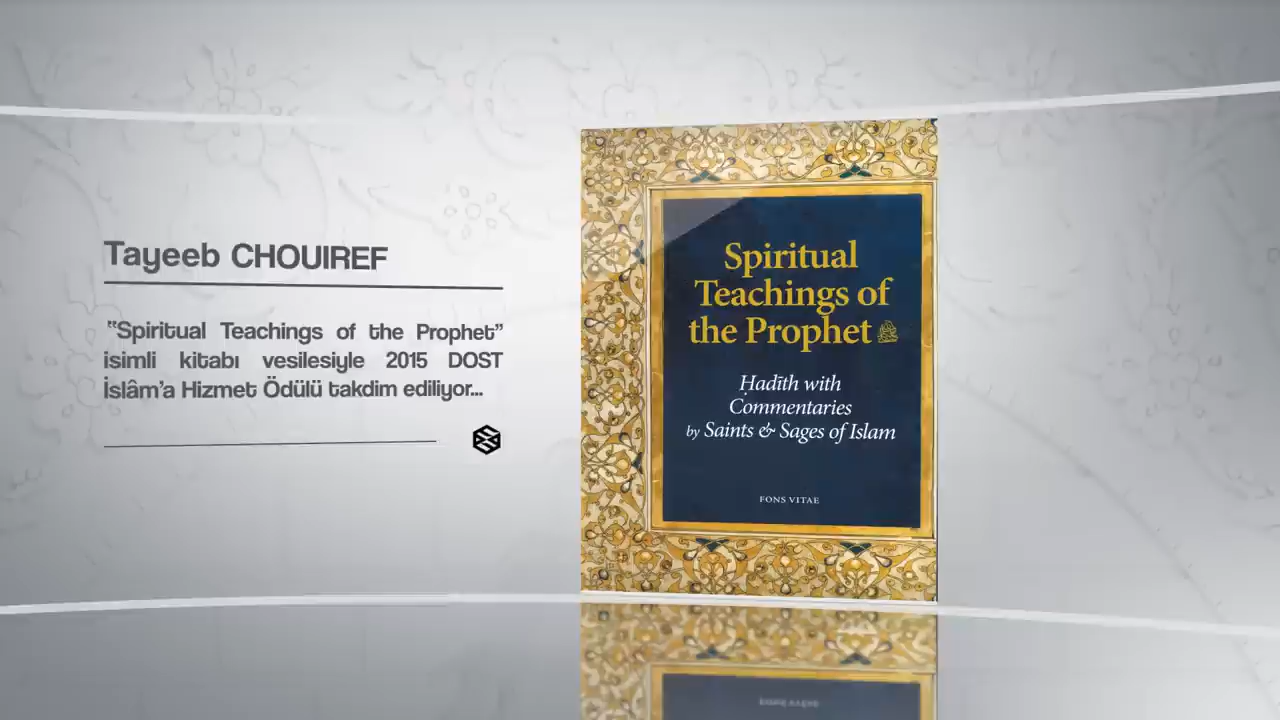 Tayeeb CHOUIREF
“Spiritual Teachings of the Prophet”
isimli kitabı vesilesiyle 2015 DOST
İslâm’a Hizmet Ödülü takdim ediliyor...
Spiritual
Teachings of
the Prophet
Ḥadīth with
Commentaries
by Saints & Sages of Islam
FONS VITAE